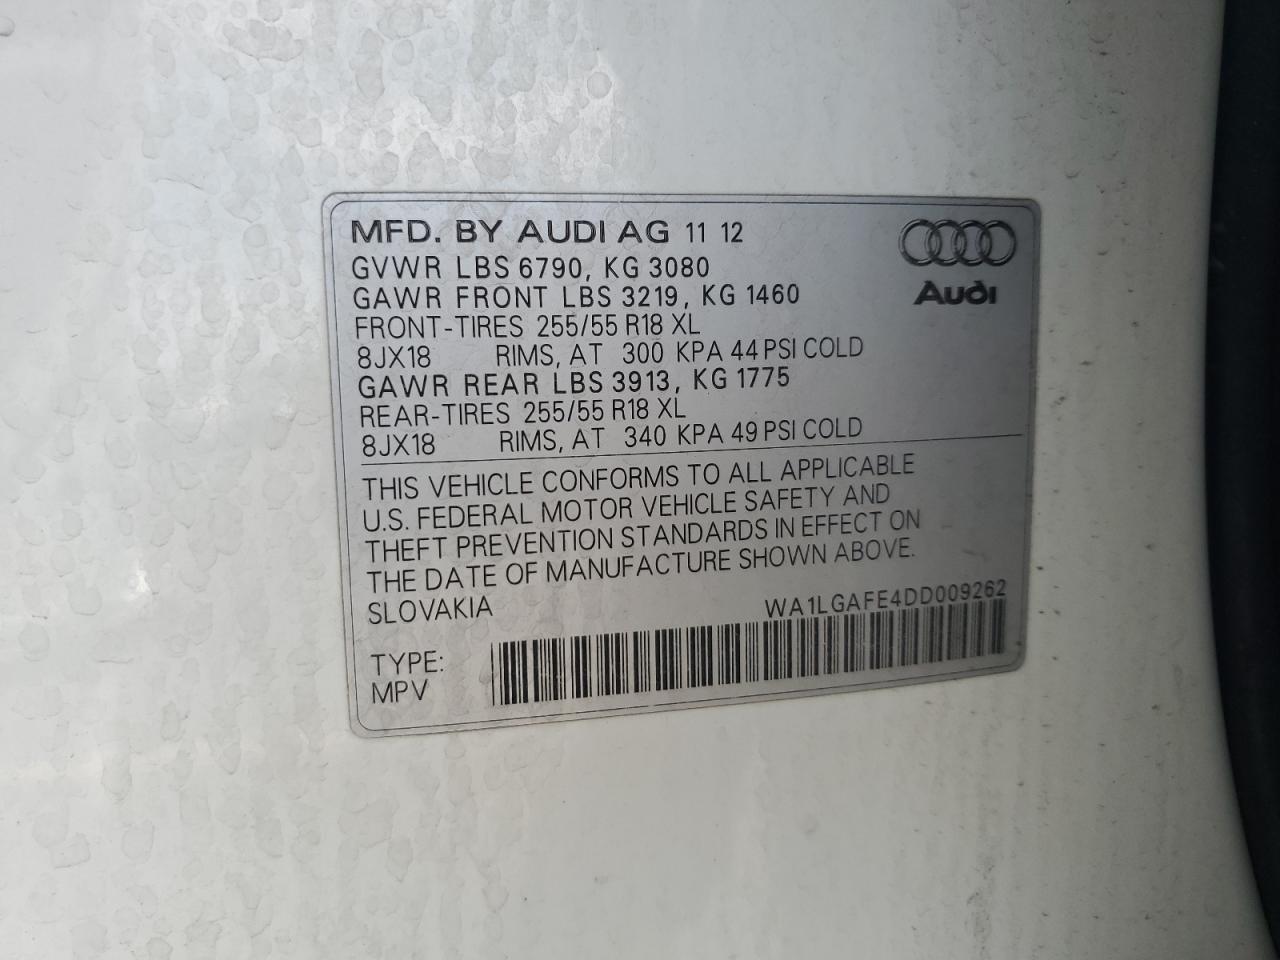 MFD. BY AUDI AG 11 12
GVWR LBS 6790, KG 3080
GAWR FRONT LBS 3219, KG 1460
FRONT-TIRES 255/55 R18 XL
8JX18 RIMS, AT 300 KPA 44 PSI COLD
GAWR REAR LBS 3913, KG 1775
REAR-TIRES 255/55 R18 XL
8JX18 RIMS, AT 340 KPA 49 PSI COLD
Audi
THIS VEHICLE CONFORMS TO ALL APPLICABLE
U.S. FEDERAL MOTOR VEHICLE SAFETY AND
THEFT PREVENTION STANDARDS IN EFFECT ON
THE DATE OF MANUFACTURE SHOWN ABOVE.
SLOVAKIA WA1LGAFE4DD009262
TYPE:
MPV